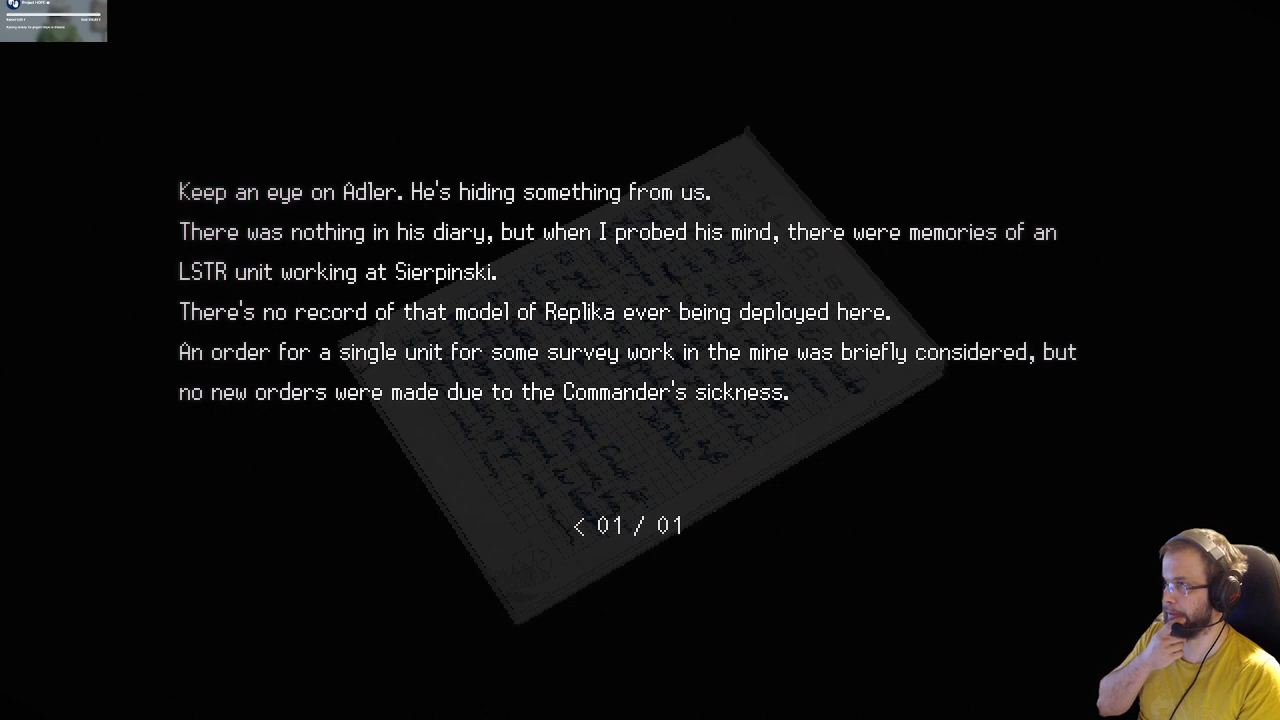 Project HOPE
Keep an eye on Adler. He's hiding something from us.
There was nothing in his diary, but when I probed his mind, there were memories of an
LSTR unit working at Sierpinski.
There's no record of that model of Replika ever being deployed here.
An order for a single unit for some survey work in the mine was briefly considered, but
no new orders were made due to the Commander's sickness.
< 01 / 01